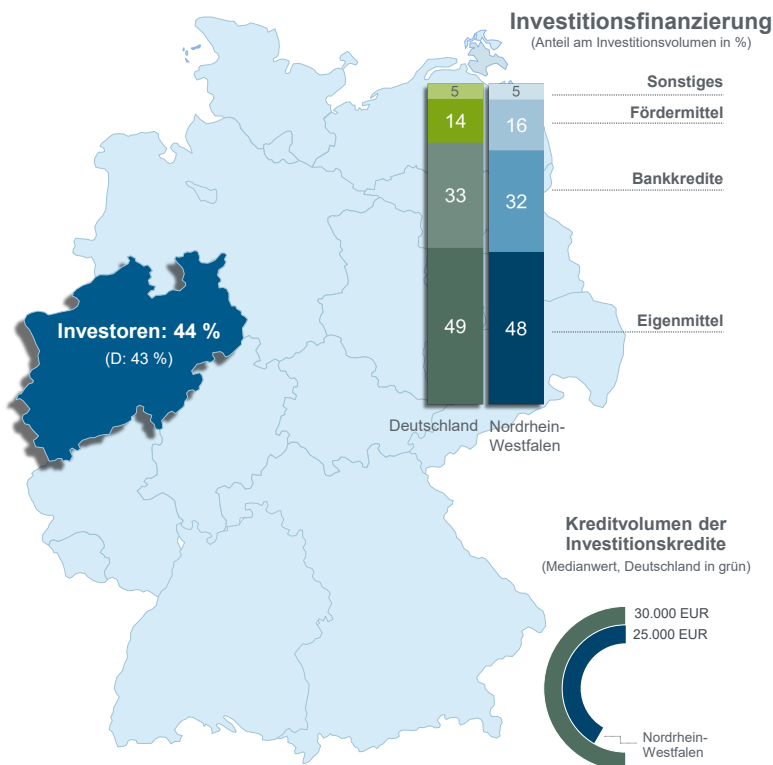 Investitionsfinanzierung
(Anteil am Investitionsvolumen in %)
Sonstiges
5
5
Fördermittel
14
16
Bankkredite
33
32
Eigenmittel
49
48
Deutschland
Nordrhein-
Westfalen
Investoren: 44 %
(D: 43 %)
Kreditvolumen der
Investitionskredite
(Medianwert, Deutschland in grün)
30.000 EUR
25.000 EUR
Nordrhein-
Westfalen